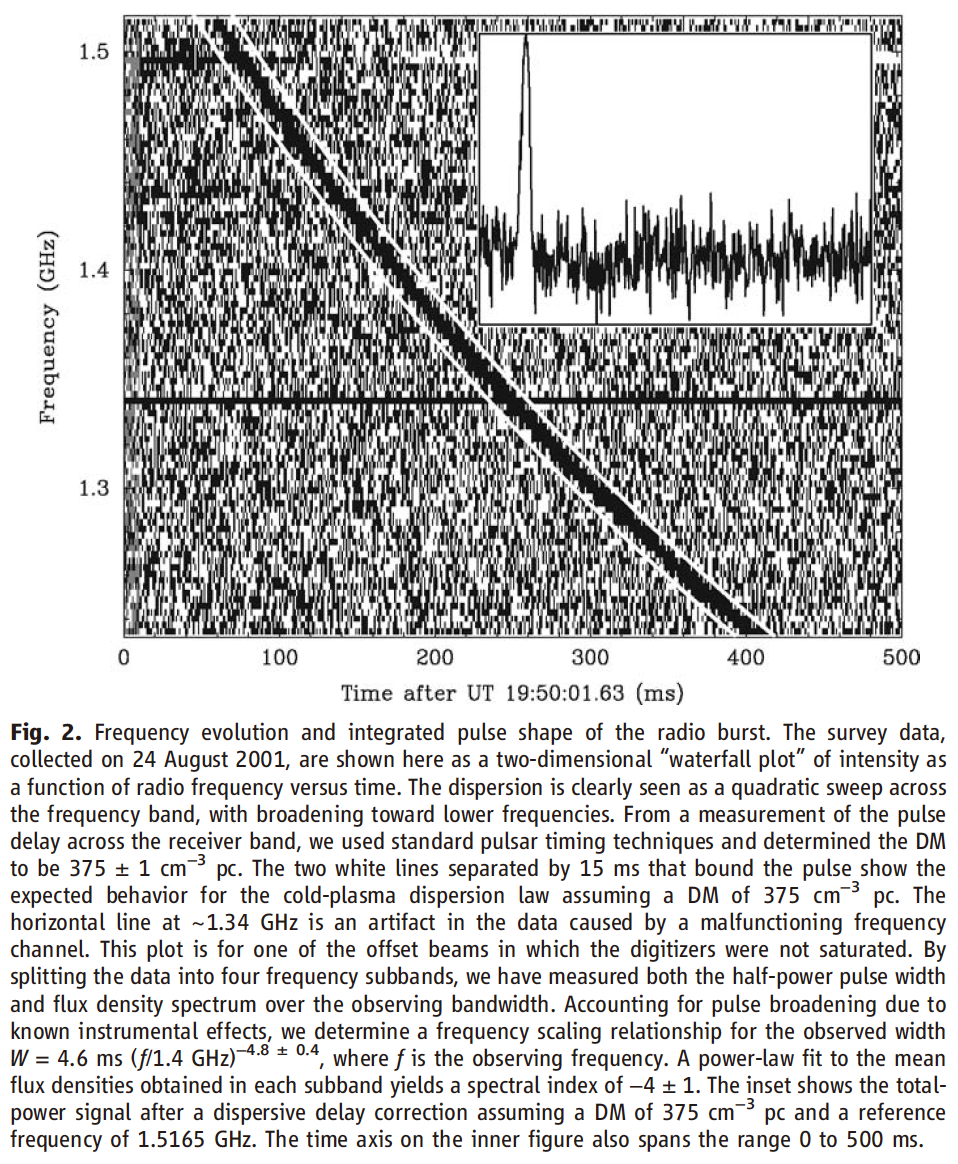 1.5
1.4
1.3
Frequency (GHz)
0 100 200 300 400 500
Time after UT 19:50:01.63 (ms)
Fig. 2. Frequency evolution and integrated pulse shape of the radio burst. The survey data,
collected on 24 August 2001, are shown here as a two-dimensional “waterfall plot” of intensity as
a function of radio frequency versus time. The dispersion is clearly seen as a quadratic sweep across
the frequency band, with broadening toward lower frequencies. From a measurement of the pulse
delay across the receiver band, we used standard pulsar timing techniques and determined the DM
to be 375 ± 1 cm⁻³ pc. The two white lines separated by 15 ms that bound the pulse show the
expected behavior for the cold-plasma dispersion law assuming a DM of 375 cm⁻³ pc. The
horizontal line at ~1.34 GHz is an artifact in the data caused by a malfunctioning frequency
channel. This plot is for one of the offset beams in which the digitizers were not saturated. By
splitting the data into four frequency subbands, we have measured both the half-power pulse width
and flux density spectrum over the observing bandwidth. Accounting for pulse broadening due to
known instrumental effects, we determine a frequency scaling relationship for the observed width
W = 4.6 ms (f/1.4 GHz)⁻⁴·⁸ ± ⁰·⁴, where f is the observing frequency. A power-law fit to the mean
flux densities obtained in each subband yields a spectral index of −4 ± 1. The inset shows the total-
power signal after a dispersive delay correction assuming a DM of 375 cm⁻³ pc and a reference
frequency of 1.5165 GHz. The time axis on the inner figure also spans the range 0 to 500 ms.